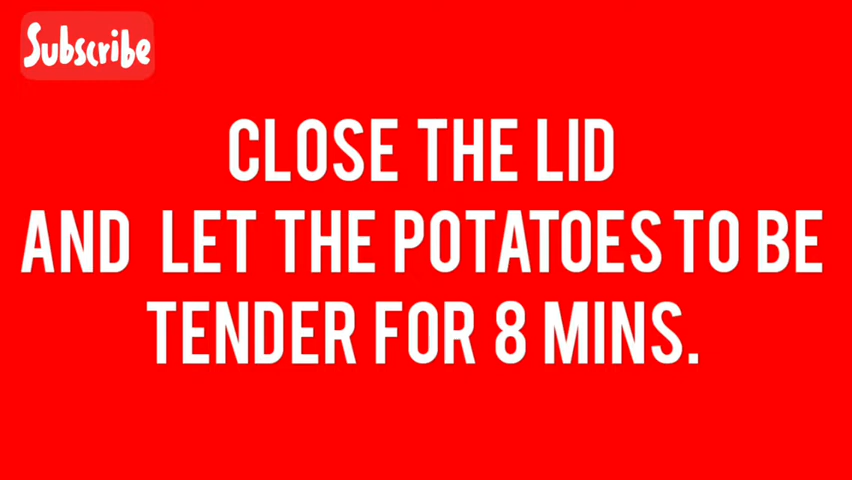 Subscribe
CLOSE THE LID
AND LET THE POTATOES TO BE
TENDER FOR 8 MINS.